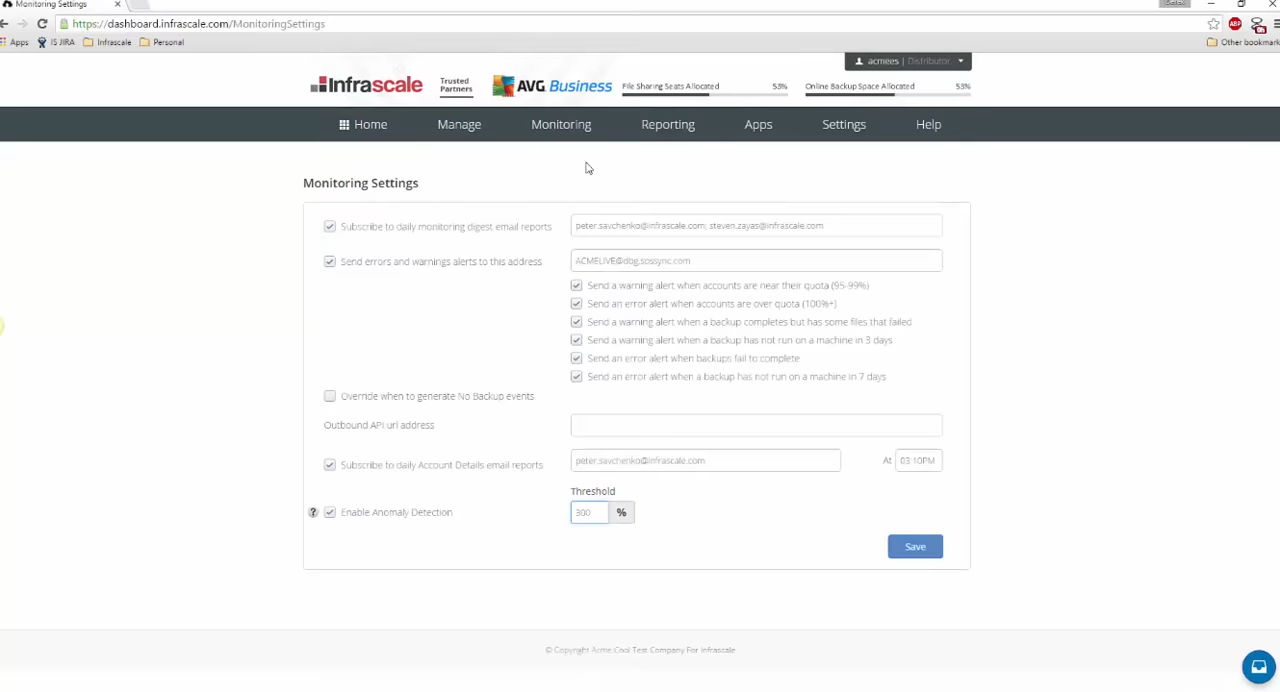 Monitoring Settings
https://dashboard.infrascale.com/MonitoringSettings
Apps IS JIRA Infrascale Personal Other bookmark
acmees | Distributor
Infrascale Trusted Partners AVG Business File Sharing Seats Allocated 53% Online Backup Space Allocated 53%
Home Manage Monitoring Reporting Apps Settings Help
Monitoring Settings
Subscribe to daily monitoring digest email reports peter.savchenko@infrascale.com; steven.zayas@infrascale.com
Send errors and warnings alerts to this address ACMELIVE@dbg.sossync.com
Send a warning alert when accounts are near their quota (95-99%)
Send an error alert when accounts are over quota (100%+)
Send a warning alert when a backup completes but has some files that failed
Send a warning alert when a backup has not run on a machine in 3 days
Send an error alert when backups fail to complete
Send an error alert when a backup has not run on a machine in 7 days
Override when to generate No Backup events
Outbound API url address
Subscribe to daily Account Details email reports peter.savchenko@infrascale.com At 03:10PM
Threshold
? Enable Anomaly Detection 300 %
Save
© Copyright Acme Cool Test Company For Infrascale